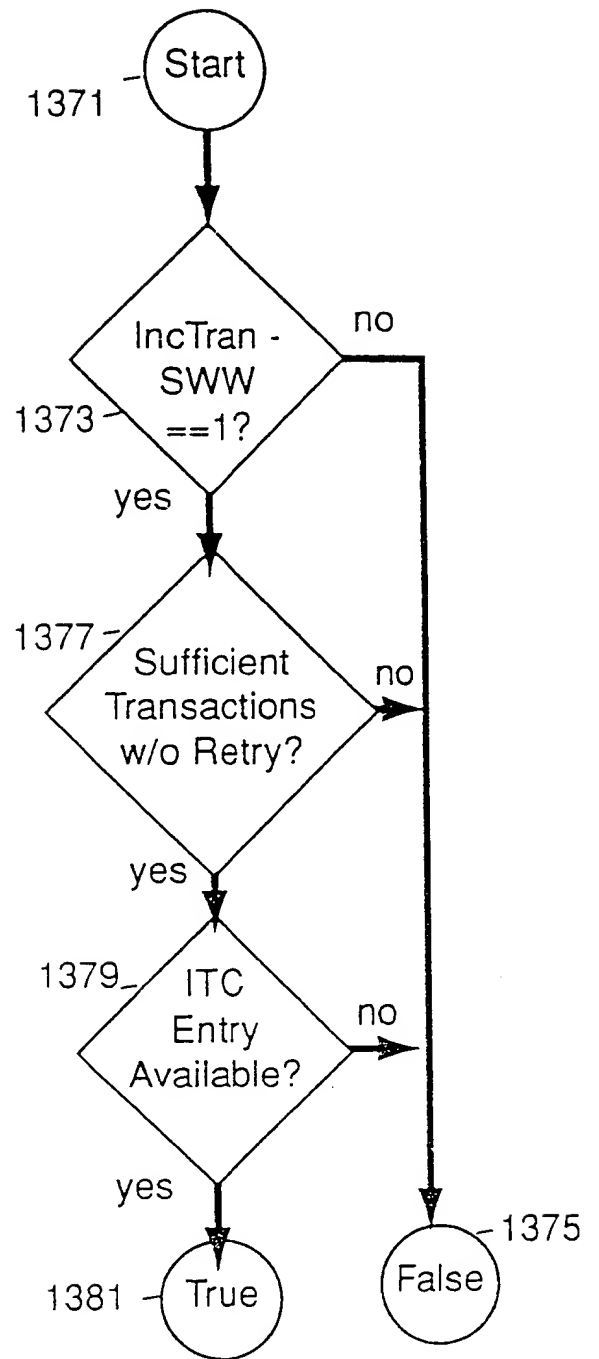 Start
1371
IncTran -
SWW
==1?
no
1373
yes
1377
Sufficient
Transactions
w/o Retry?
no
yes
1379
ITC
Entry
Available?
no
yes
1375
False
1381
True